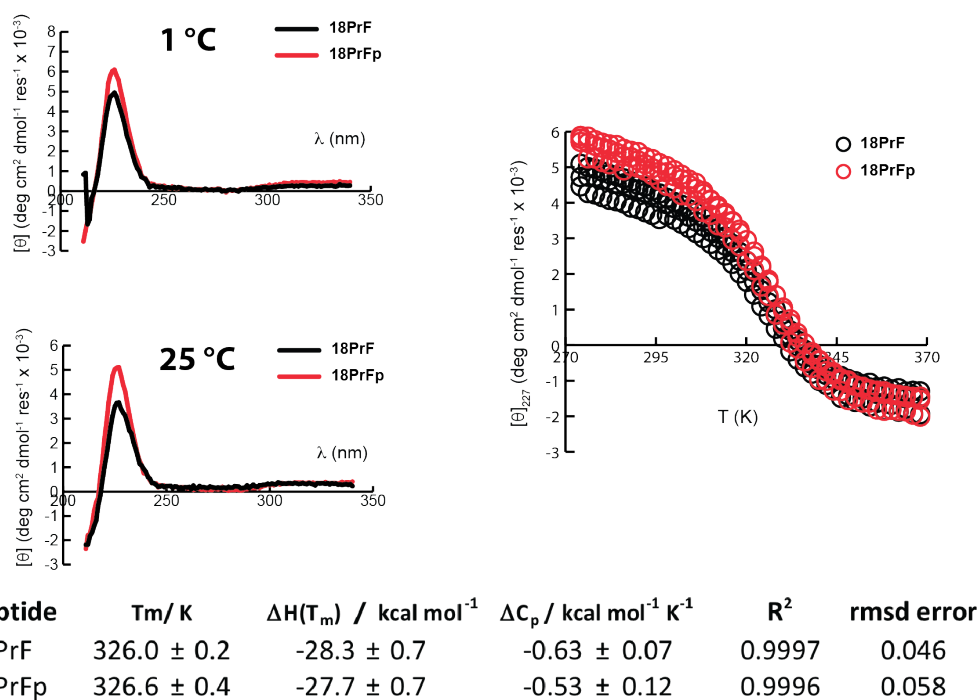 1 °C
18PrF
18PrFp
[θ] (deg cm² dmol⁻¹ res⁻¹ x 10⁻³)
8
7
6
5
4
3
2
1
0
-1
-2
-3
200 250 300 350
λ (nm)
25 °C
18PrF
18PrFp
[θ] (deg cm² dmol⁻¹ res⁻¹ x 10⁻³)
6
5
4
3
2
1
0
-1
-2
-3
200 250 300 350
λ (nm)
18PrF
18PrFp
[θ]₂₂₇ (deg cm² dmol⁻¹ res⁻¹ x 10⁻³)
6
5
4
3
2
1
0
-1
-2
-3
270 295 320 345 370
T (K)
ptide Tm/ K ΔH(Tₘ) / kcal mol⁻¹ ΔCₚ / kcal mol⁻¹ K⁻¹ R² rmsd error
PrF 326.0 ± 0.2 -28.3 ± 0.7 -0.63 ± 0.07 0.9997 0.046
PrFp 326.6 ± 0.4 -27.7 ± 0.7 -0.53 ± 0.12 0.9996 0.058